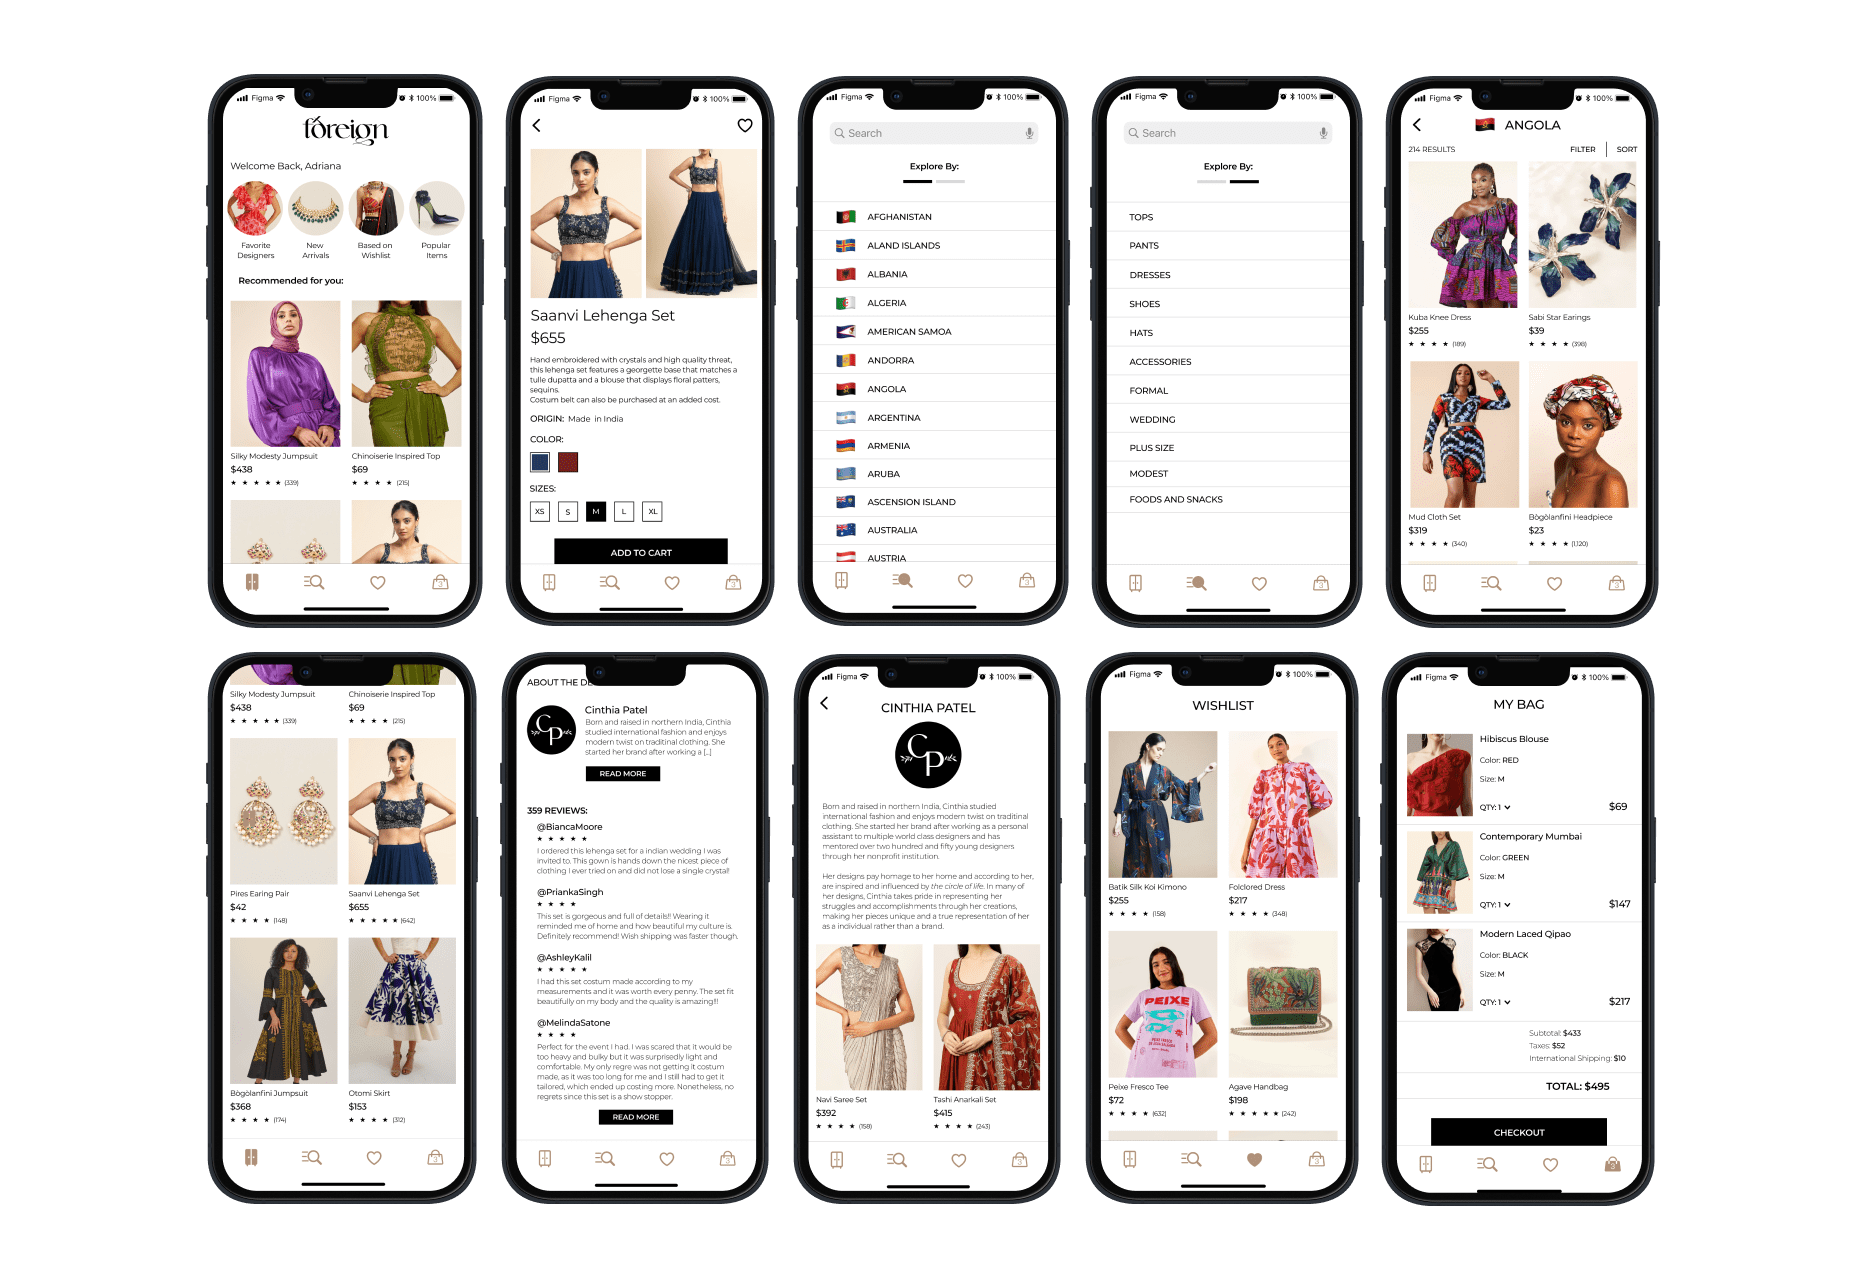 Figma 100%
foreign
Welcome Back, Adriana
Favorite
Designers
New
Arrivals
Based on
Wishlist
Popular
Items
Recommended for you:
Silky Modesty Jumpsuit
$438
(339)
Chinoiserie Inspired Top
$69
(215)
3
Figma 100%
Saanvi Lehenga Set
$655
Hand embroidered with crystals and high quality threat,
this lehenga set features a georgette base that matches a
tulle dupatta and a blouse that displays floral patters,
sequins.
Costum belt can also be purchased at an added cost.
ORIGIN: Made in India
COLOR:
SIZES:
XS S M L XL
ADD TO CART
3
Figma 100%
Search
Explore By:
AFGHANISTAN
ALAND ISLANDS
ALBANIA
ALGERIA
AMERICAN SAMOA
ANDORRA
ANGOLA
ARGENTINA
ARMENIA
ARUBA
ASCENSION ISLAND
AUSTRALIA
AUSTRIA
3
Figma 100%
Search
Explore By:
TOPS
PANTS
DRESSES
SHOES
HATS
ACCESSORIES
FORMAL
WEDDING
PLUS SIZE
MODEST
FOODS AND SNACKS
3
Figma 100%
ANGOLA
214 RESULTS FILTER SORT
Kuba Knee Dress
$255
(189)
Sabi Star Earings
$39
(398)
Mud Cloth Set
$319
(340)
Bògòlanfini Headpiece
$23
(1,120)
3
Silky Modesty Jumpsuit
$438
(339)
Chinoiserie Inspired Top
$69
(215)
Pires Earing Pair
$42
(148)
Saanvi Lehenga Set
$655
(642)
Bògòlanfini Jumpsuit
$368
(174)
Otomi Skirt
$153
(312)
3
ABOUT THE DE
CP
Cinthia Patel
Born and raised in northern India, Cinthia
studied international fashion and enjoys
modern twist on traditinal clothing. She
started her brand after working a [...]
READ MORE
359 REVIEWS:
@BiancaMoore
I ordered this lehenga set for a indian wedding I was
invited to. This gown is hands down the nicest piece of
clothing I ever tried on and did not lose a single crystal!
@PriankaSingh
This set is gorgeous and full of details!! Wearing it
reminded me of home and how beautiful my culture is.
Definitely recommend! Wish shipping was faster though.
@AshleyKalil
I had this set costum made according to my
measurements and it was worth every penny. The set fit
beautifully on my body and the quality is amazing!!!
@MelindaSatone
Perfect for the event I had. I was scared that it would be
too heavy and bulky but it was surprisedly light and
comfortable. My only regre was not getting it costum
made, as it was too long for me and I still had to get it
tailored, which ended up costing more. Nonetheless, no
regrets since this set is a show stopper.
READ MORE
3
Figma 100%
CINTHIA PATEL
CP
Born and raised in northern India, Cinthia studied
international fashion and enjoys modern twist on traditinal
clothing. She started her brand after working as a personal
assistant to multiple world class designers and has
mentored over two hundred and fifty young designers
through her nonprofit institution.
Her designs pay homage to her home and according to her,
are inspired and influenced by the circle of life. In many of
her designs, Cinthia takes pride in representing her
struggles and accomplishments through her creations,
making her pieces unique and a true representation of her
as a individual rather than a brand.
Navi Saree Set
$392
(158)
Tashi Anarkali Set
$415
(243)
3
Figma 100%
WISHLIST
Batik Silk Koi Kimono
$255
(158)
Folclored Dress
$217
(348)
PEIXE
Peixe Fresco Tee
$72
(632)
Agave Handbag
$198
(242)
3
Figma 100%
MY BAG
Hibiscus Blouse
Color: RED
Size: M
QTY: 1 $69
Contemporary Mumbai
Color: GREEN
Size: M
QTY: 1 $147
Modern Laced Qipao
Color: BLACK
Size: M
QTY: 1 $217
Subtotal: $433
Taxes: $52
International Shipping: $10
TOTAL: $495
CHECKOUT
3